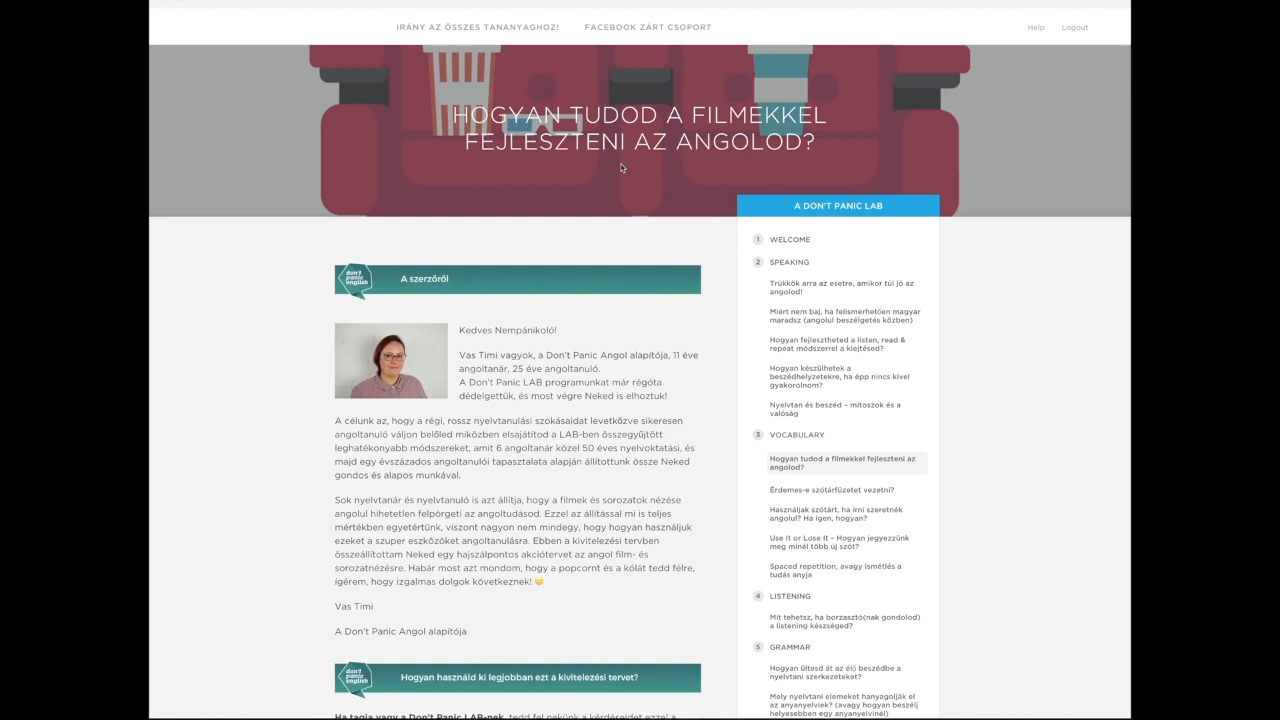 IRÁNY AZ ÖSSZES TANANYAGHOZ!
FACEBOOK ZÁRT CSOPORT
Help
Logout
HOGYAN TUDOD A FILMEKKEL
FEJLESZTENI AZ ANGOLOD?
don't
panic
english
A szerzőről
Kedves Nempánikoló!
Vas Timi vagyok, a Don't Panic Angol alapítója, 11 éve
angoltanár, 25 éve angoltanuló.
A Don't Panic LAB programunkat már régóta
dédelgettük, és most végre Neked is elhoztuk!
A célunk az, hogy a régi, rossz nyelvtanulási szokásaidat levetkőzve sikeresen
angoltanuló váljon belőled miközben elsajátítod a LAB-ben összegyűjtött
leghatékonyabb módszereket, amit 6 angoltanár közel 50 éves nyelvoktatási, és
majd egy évszázados angoltanulói tapasztalata alapján állítottunk össze Neked
gondos és alapos munkával.
Sok nyelvtanár és nyelvtanuló is azt állítja, hogy a filmek és sorozatok nézése
angolul hihetetlen felpörgeti az angoltudásod. Ezzel az állítással mi is teljes
mértékben egyetértünk, viszont nagyon nem mindegy, hogy hogyan használjuk
ezeket a szuper eszközöket angoltanulásra. Ebben a kivitelezési tervben
összeállítottam Neked egy hajszálpontos akciótervet az angol film- és
sorozatnézésre. Habár most azt mondom, hogy a popcornt és a kólát tedd félre,
ígérem, hogy izgalmas dolgok következnek! 😊
Vas Timi
A Don't Panic Angol alapítója
don't
panic
english
Hogyan használd ki legjobban ezt a kivitelezési tervet?
Ha tagja vagy a Don't Panic LAB-nek, tedd fel nekünk a kérdéseidet ezzel a
A DON'T PANIC LAB
1 WELCOME
2 SPEAKING
Trükkök arra az esetre, amikor túl jó az
angolod!
Miért nem baj, ha felismerhetően magyar
maradsz (angolul beszélgetés közben)
Hogyan fejlesztheted a listen, read &
repeat módszerrel a kiejtésed?
Hogyan készülhetek a
beszédhelyzetekre, ha épp nincs kivel
gyakorolnom?
Nyelvtan és beszéd – mítoszok és a
valóság
3 VOCABULARY
Hogyan tudod a filmekkel fejleszteni az
angolod?
Érdemes-e szótárfüzetet vezetni?
Használjak szótárt, ha írni szeretnék
angolul? Ha igen, hogyan?
Use It or Lose It – Hogyan jegyezzünk
meg minél több új szót?
Spaced repetition, avagy ismétlés a
tudás anyja
4 LISTENING
Mit tehetsz, ha borzasztó(nak gondolod)
a listening készséged?
5 GRAMMAR
Hogyan ültesd át az élő beszédbe a
nyelvtani szerkezeteket?
Mely nyelvtani elemeket hanyagolják el
az anyanyelviek? (avagy hogyan beszélj
helyesebben egy anyanyelvinél)